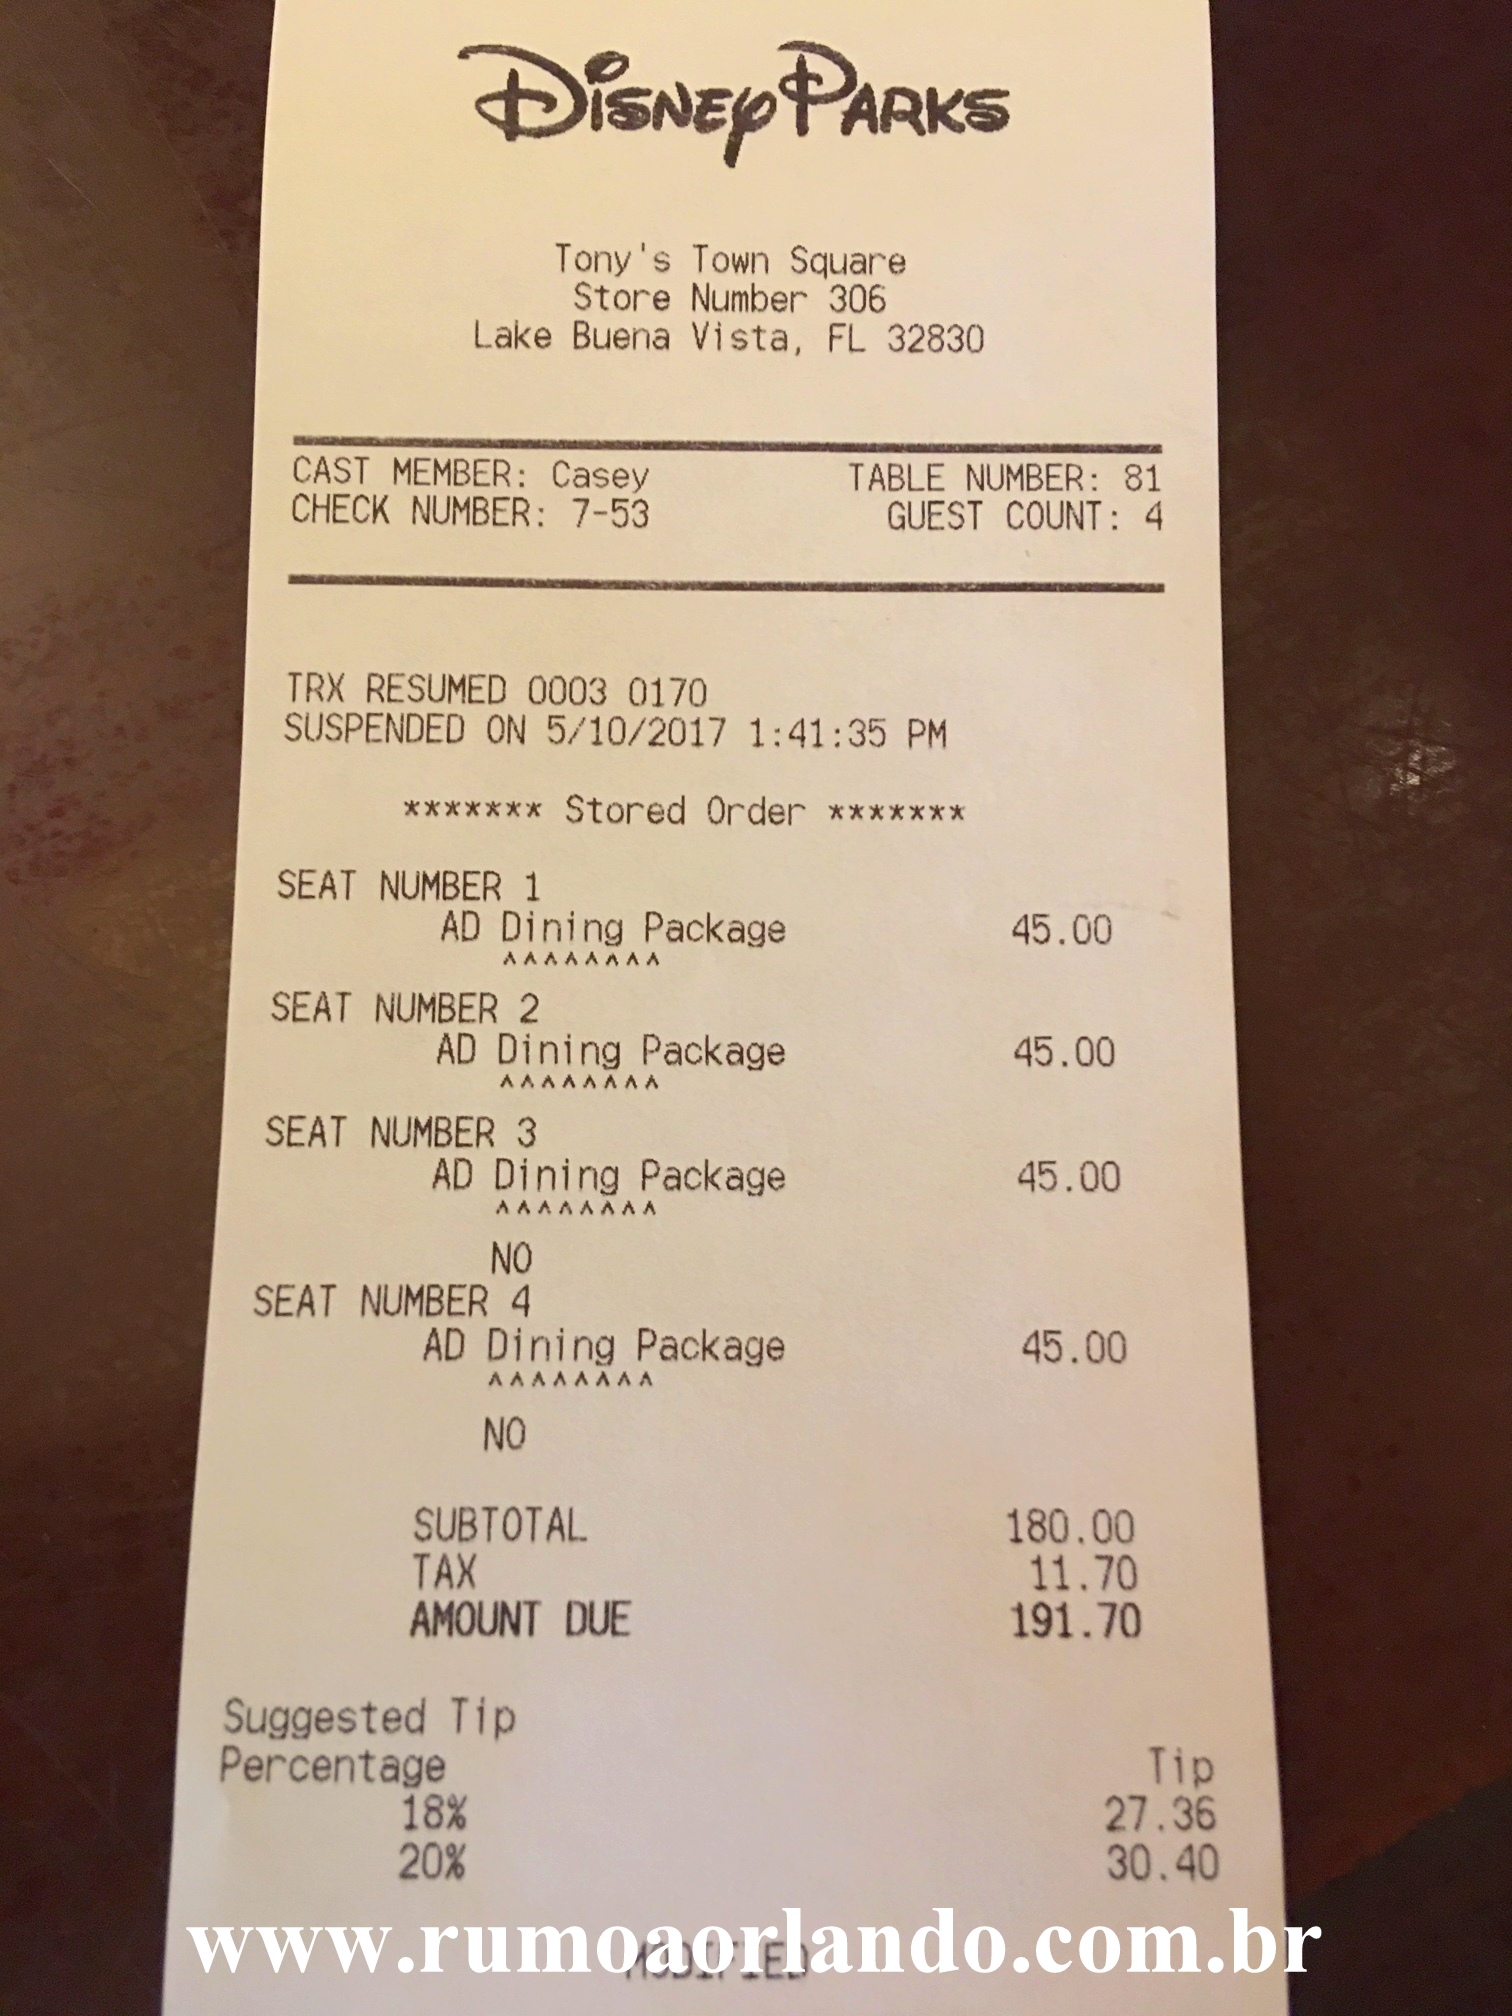 Disney Parks
Tony's Town Square
Store Number 306
Lake Buena Vista, FL 32830
CAST MEMBER: Casey TABLE NUMBER: 81
CHECK NUMBER: 7-53 GUEST COUNT: 4
TRX RESUMED 0003 0170
SUSPENDED ON 5/10/2017 1:41:35 PM
******* Stored Order *******
SEAT NUMBER 1
AD Dining Package 45.00
^^^^^^^^
SEAT NUMBER 2
AD Dining Package 45.00
^^^^^^^^
SEAT NUMBER 3
AD Dining Package 45.00
^^^^^^^^
NO
SEAT NUMBER 4
AD Dining Package 45.00
^^^^^^^^
NO
SUBTOTAL 180.00
TAX 11.70
AMOUNT DUE 191.70
Suggested Tip
Percentage Tip
18% 27.36
20% 30.40
www.rumoaorlando.com.br
MODIFIED